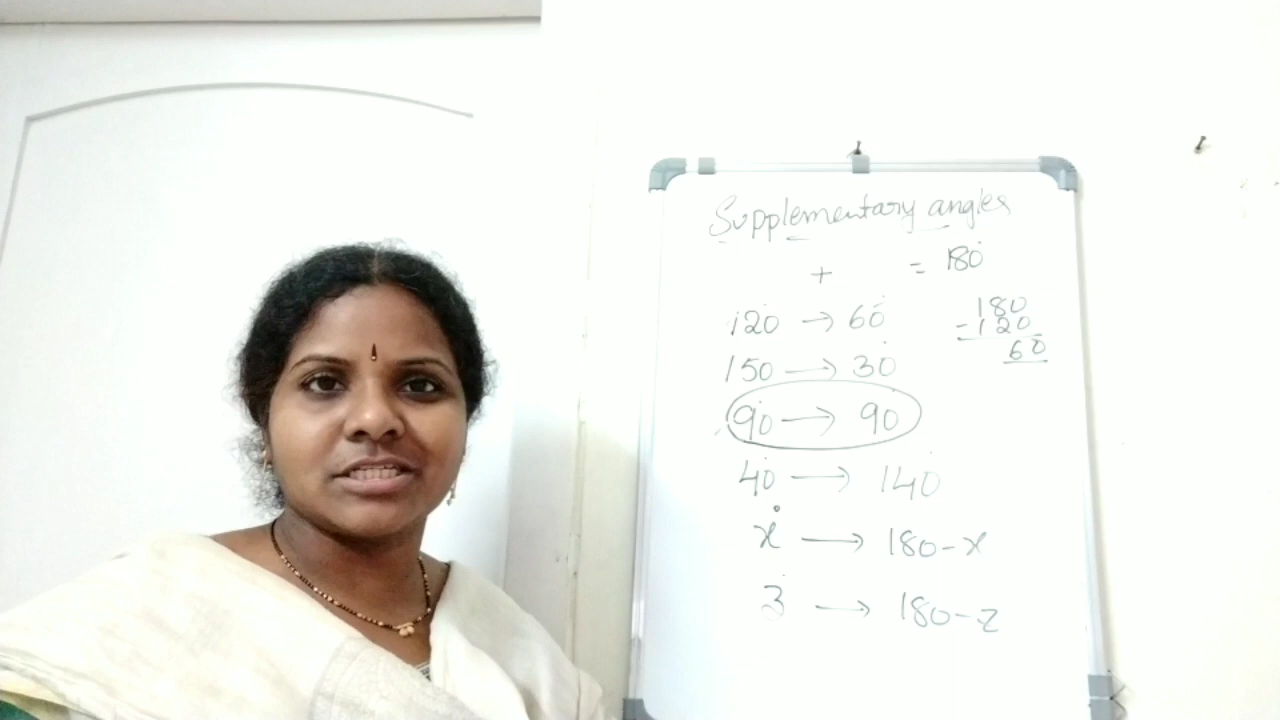 Supplementary angles
+ = 180°
120° → 60°
180
-120
60°
150 → 30°
90° → 90°
40° → 140°
x° → 180-x
z° → 180-z